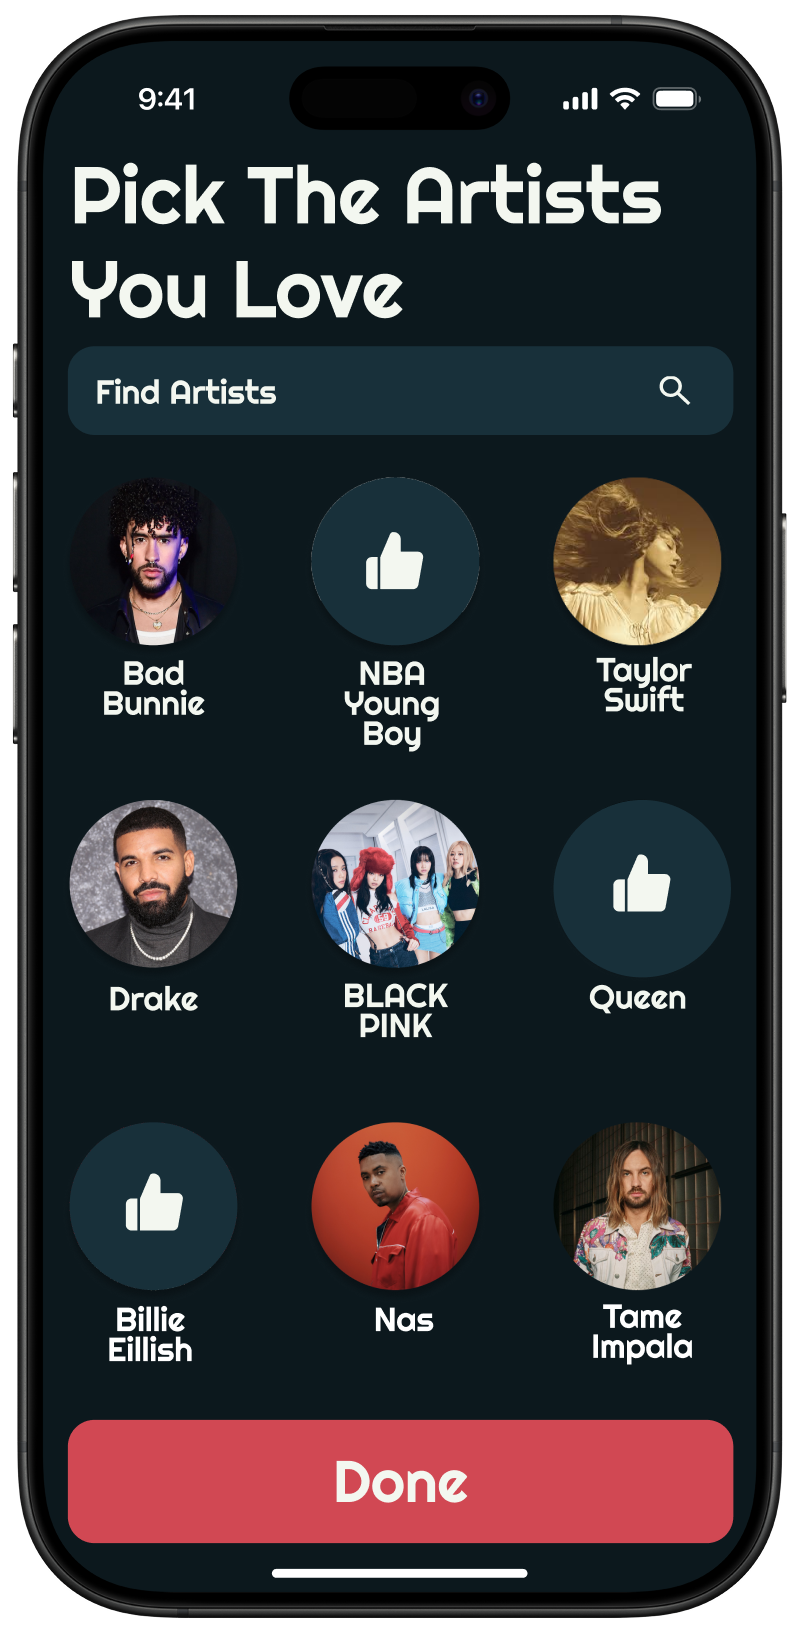 9:41
Pick The Artists
You Love
Find Artists
Bad
Bunnie
NBA
Young
Boy
Taylor
Swift
Drake
BLACK
PINK
Queen
Billie
Eillish
Nas
Tame
Impala
Done